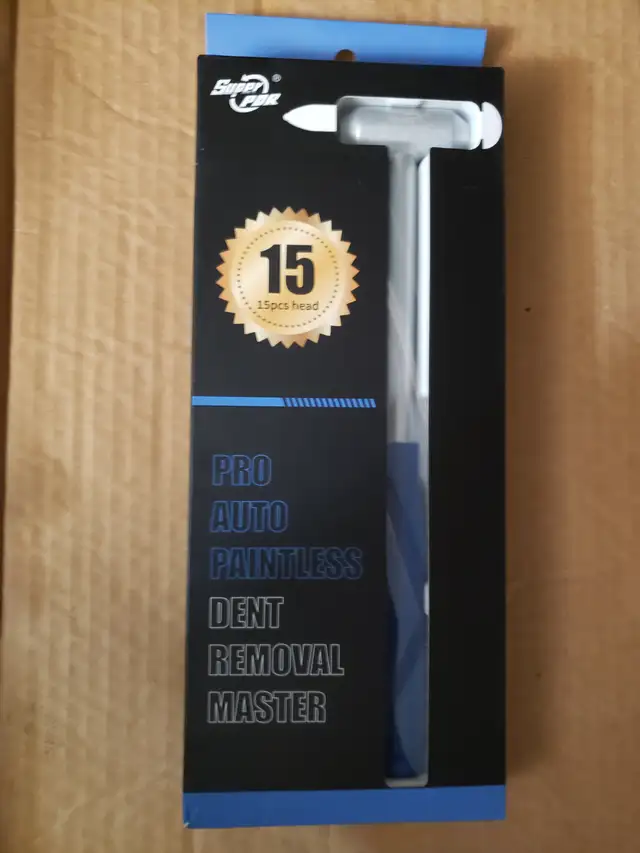 Super ®
PDR
15
15pcs head
PRO
AUTO
PAINTLESS
DENT
REMOVAL
MASTER